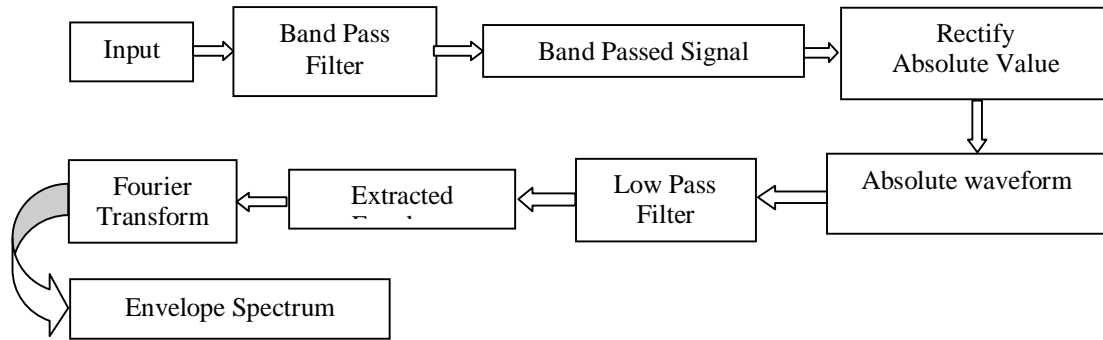 Input
Band Pass
Filter
Band Passed Signal
Rectify
Absolute Value
Absolute waveform
Low Pass
Filter
Extracted
Fourier
Transform
Envelope Spectrum